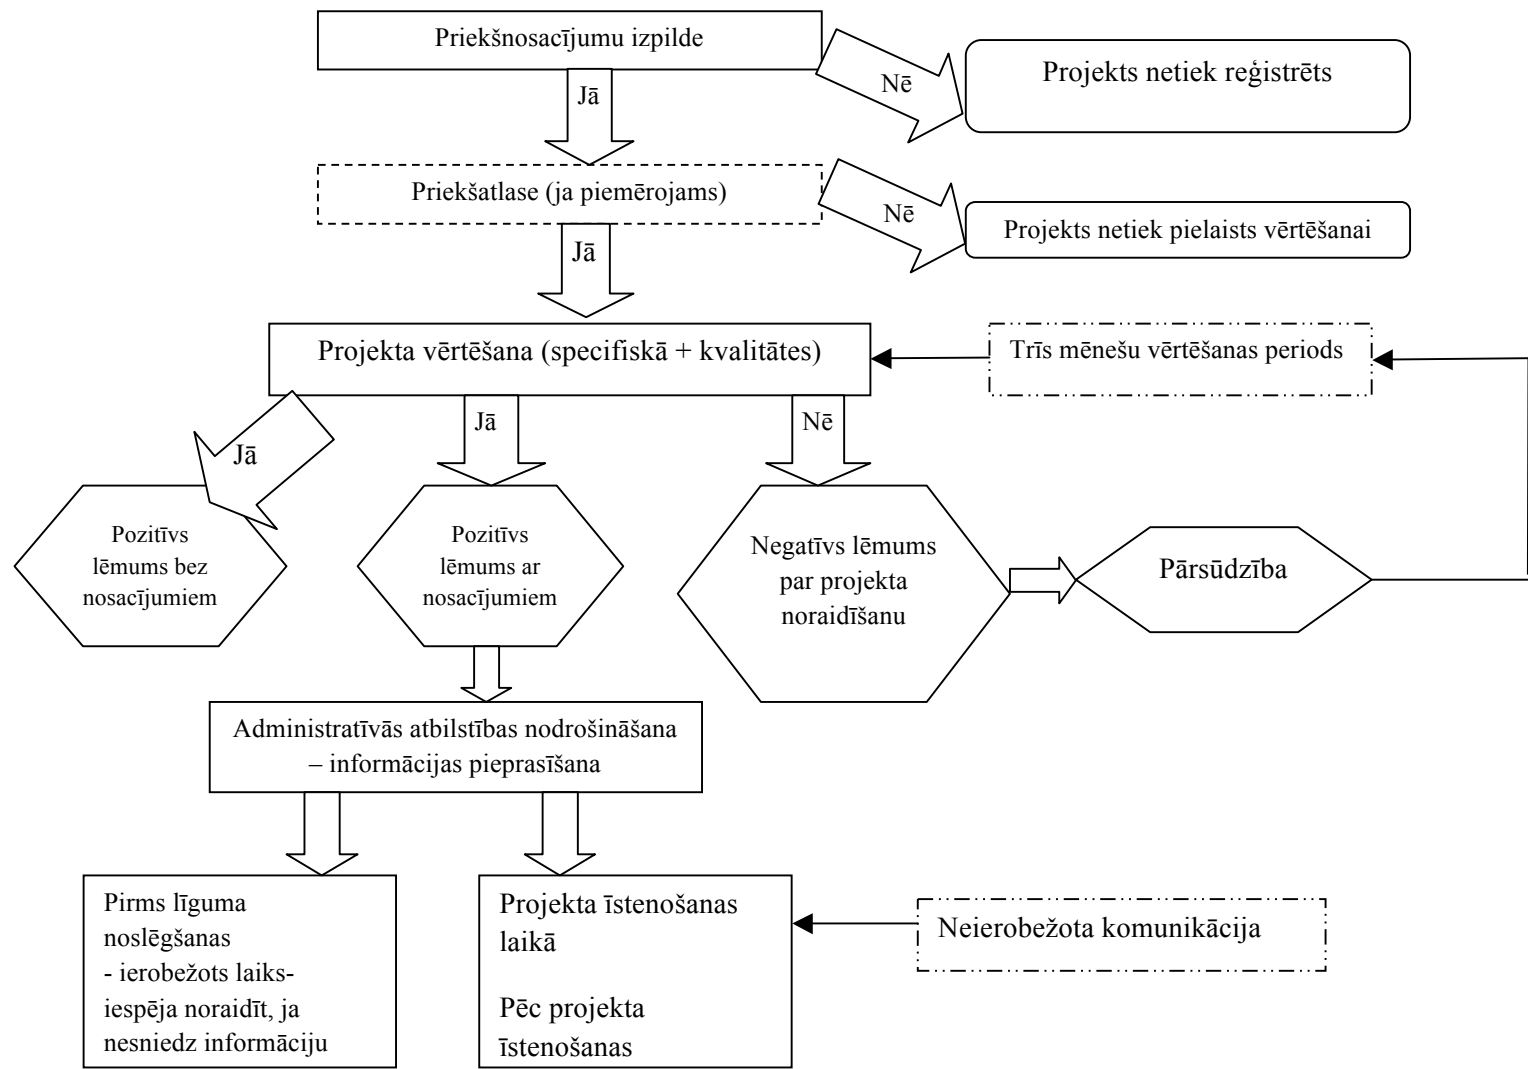 Priekšnosacījumu izpilde
Nē
Projekts netiek reģistrēts
Jā
Priekšatlase (ja piemērojams)
Nē
Projekts netiek pielaists vērtēšanai
Jā
Projekta vērtēšana (specifiskā + kvalitātes)
Trīs mēnešu vērtēšanas periods
Jā
Jā
Nē
Pozitīvs
lēmums bez
nosacījumiem
Pozitīvs
lēmums ar
nosacījumiem
Negatīvs lēmums
par projekta
noraidīšanu
Pārsūdzība
Administratīvās atbilstības nodrošināšana
– informācijas pieprasīšana
Pirms līguma
noslēgšanas
- ierobežots laiks-
iespēja noraidīt, ja
nesniedz informāciju
Projekta īstenošanas
laikā
Pēc projekta
īstenošanas
Neierobežota komunikācija